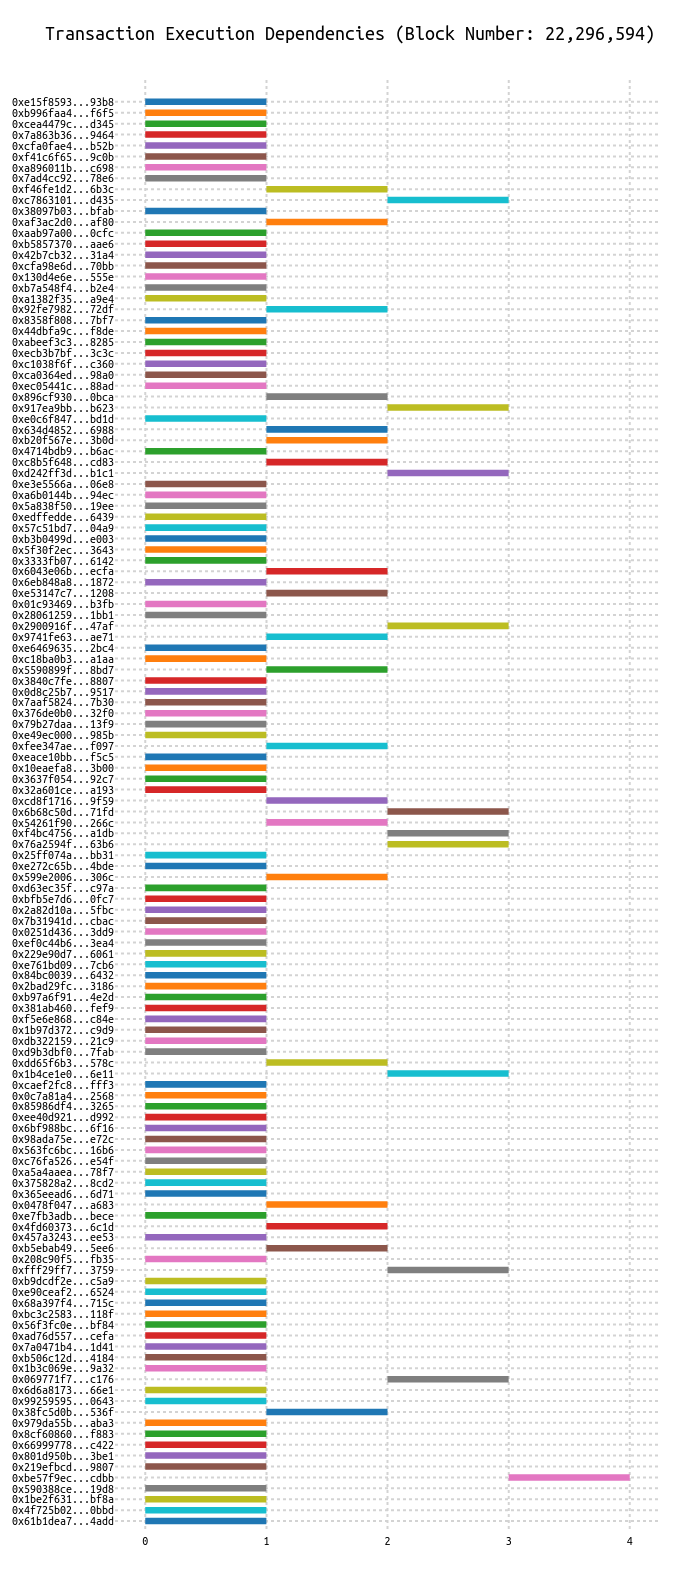 Transaction Execution Dependencies (Block Number: 22,296,594)
0xe15f8593...93b8
0xb996faa4...f6f5
0xcea4479c...d345
0x7a863b36...9464
0xcfa0fae4...b52b
0xf41c6f65...9c0b
0xa896011b...c698
0x7ad4cc92...78e6
0xf46fe1d2...6b3c
0xc7863101...d435
0x38097b03...bfab
0xaf3ac2d0...af80
0xaab97a00...0cfc
0xb5857370...aae6
0x42b7cb32...31a4
0xcfa98e6d...70bb
0x130d4e6e...555e
0xb7a548f4...b2e4
0xa1382f35...a9e4
0x92fe7982...72df
0x8358f808...7bf7
0x44dbfa9c...f8de
0xabeef3c3...8285
0xecb3b7bf...3c3c
0xc1038f6f...c360
0xca0364ed...98a0
0xec05441c...88ad
0x896cf930...0bca
0x917ea9bb...b623
0xe0c6f847...bd1d
0x634d4852...6988
0xb20f567e...3b0d
0x4714bdb9...b6ac
0xc8b5f648...cd83
0xd242ff3d...b1c1
0xe3e5566a...06e8
0xa6b0144b...94ec
0x5a838f50...19ee
0xedffedde...6439
0x57c51bd7...04a9
0xb3b0499d...e003
0x5f30f2ec...3643
0x3333fb07...6142
0x6043e06b...ecfa
0x6eb848a8...1872
0xe53147c7...1208
0x01c93469...b3fb
0x28061259...1bb1
0x2900916f...47af
0x9741fe63...ae71
0xe6469635...2bc4
0xc18ba0b3...a1aa
0x5590899f...8bd7
0x3840c7fe...8807
0x0d8c25b7...9517
0x7aaf5824...7b30
0x376de0b0...32f0
0x79b27daa...13f9
0xe49ec000...985b
0xfee347ae...f097
0xeace10bb...f5c5
0x10eaefa8...3b00
0x3637f054...92c7
0x32a601ce...a193
0xcd8f1716...9f59
0x6b68c50d...71fd
0x54261f90...266c
0xf4bc4756...a1db
0x76a2594f...63b6
0x25ff074a...bb31
0xe272c65b...4bde
0x599e2006...306c
0xd63ec35f...c97a
0xbfb5e7d6...0fc7
0x2a82d10a...5fbc
0x7b31941d...cbac
0x0251d436...3dd9
0xef0c44b6...3ea4
0x229e90d7...6061
0xe761bd09...7cb6
0x84bc0039...6432
0x2bad29fc...3186
0xb97a6f91...4e2d
0x381ab460...fef9
0xf5e6e868...c84e
0x1b97d372...c9d9
0xdb322159...21c9
0xd9b3dbf0...7fab
0xdd65f6b3...578c
0x1b4ce1e0...6e11
0xcaef2fc8...fff3
0x0c7a81a4...2568
0x85986df4...3265
0xee40d921...d992
0x6bf988bc...6f16
0x98ada75e...e72c
0x563fc6bc...16b6
0xc76fa526...e54f
0xa5a4aaea...78f7
0x375828a2...8cd2
0x365eead6...6d71
0x0478f047...a683
0xe7fb3adb...bece
0x4fd60373...6c1d
0x457a3243...ee53
0xb5ebab49...5ee6
0x208c90f5...fb35
0xfff29ff7...3759
0xb9dcdf2e...c5a9
0xe90ceaf2...6524
0x68a397f4...715c
0xbc3c2583...118f
0x56f3fc0e...bf84
0xad76d557...cefa
0x7a0471b4...1d41
0xb506c12d...4184
0x1b3c069e...9a32
0x069771f7...c176
0x6d6a8173...66e1
0x99259595...0643
0x38fc5d0b...536f
0x979da55b...aba3
0x8cf60860...f883
0x66999778...c422
0x801d950b...3be1
0x219efbcd...9807
0xbe57f9ec...cdbb
0x590388ce...19d8
0x1be2f631...bf8a
0x4f725b02...0bbd
0x61b1dea7...4add
0 1 2 3 4